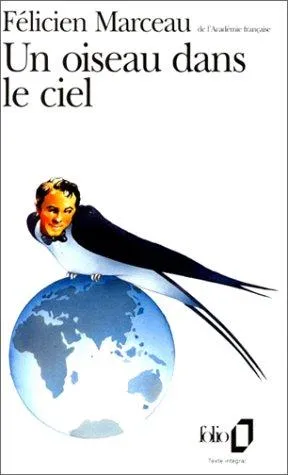 Félicien Marceau
de l'Académie française
Un oiseau dans
le ciel
folio
Texte intégral